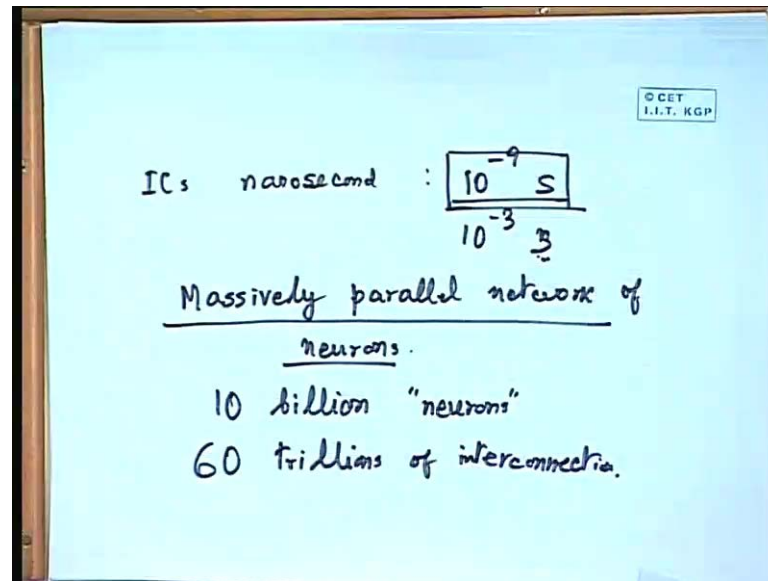 © CET
I.I.T. KGP
ICs nanosecond : 10⁻⁹ S
10⁻³ s
Massively parallel network of
neurons.
10 billion "neurons"
60 trillions of interconnectio.